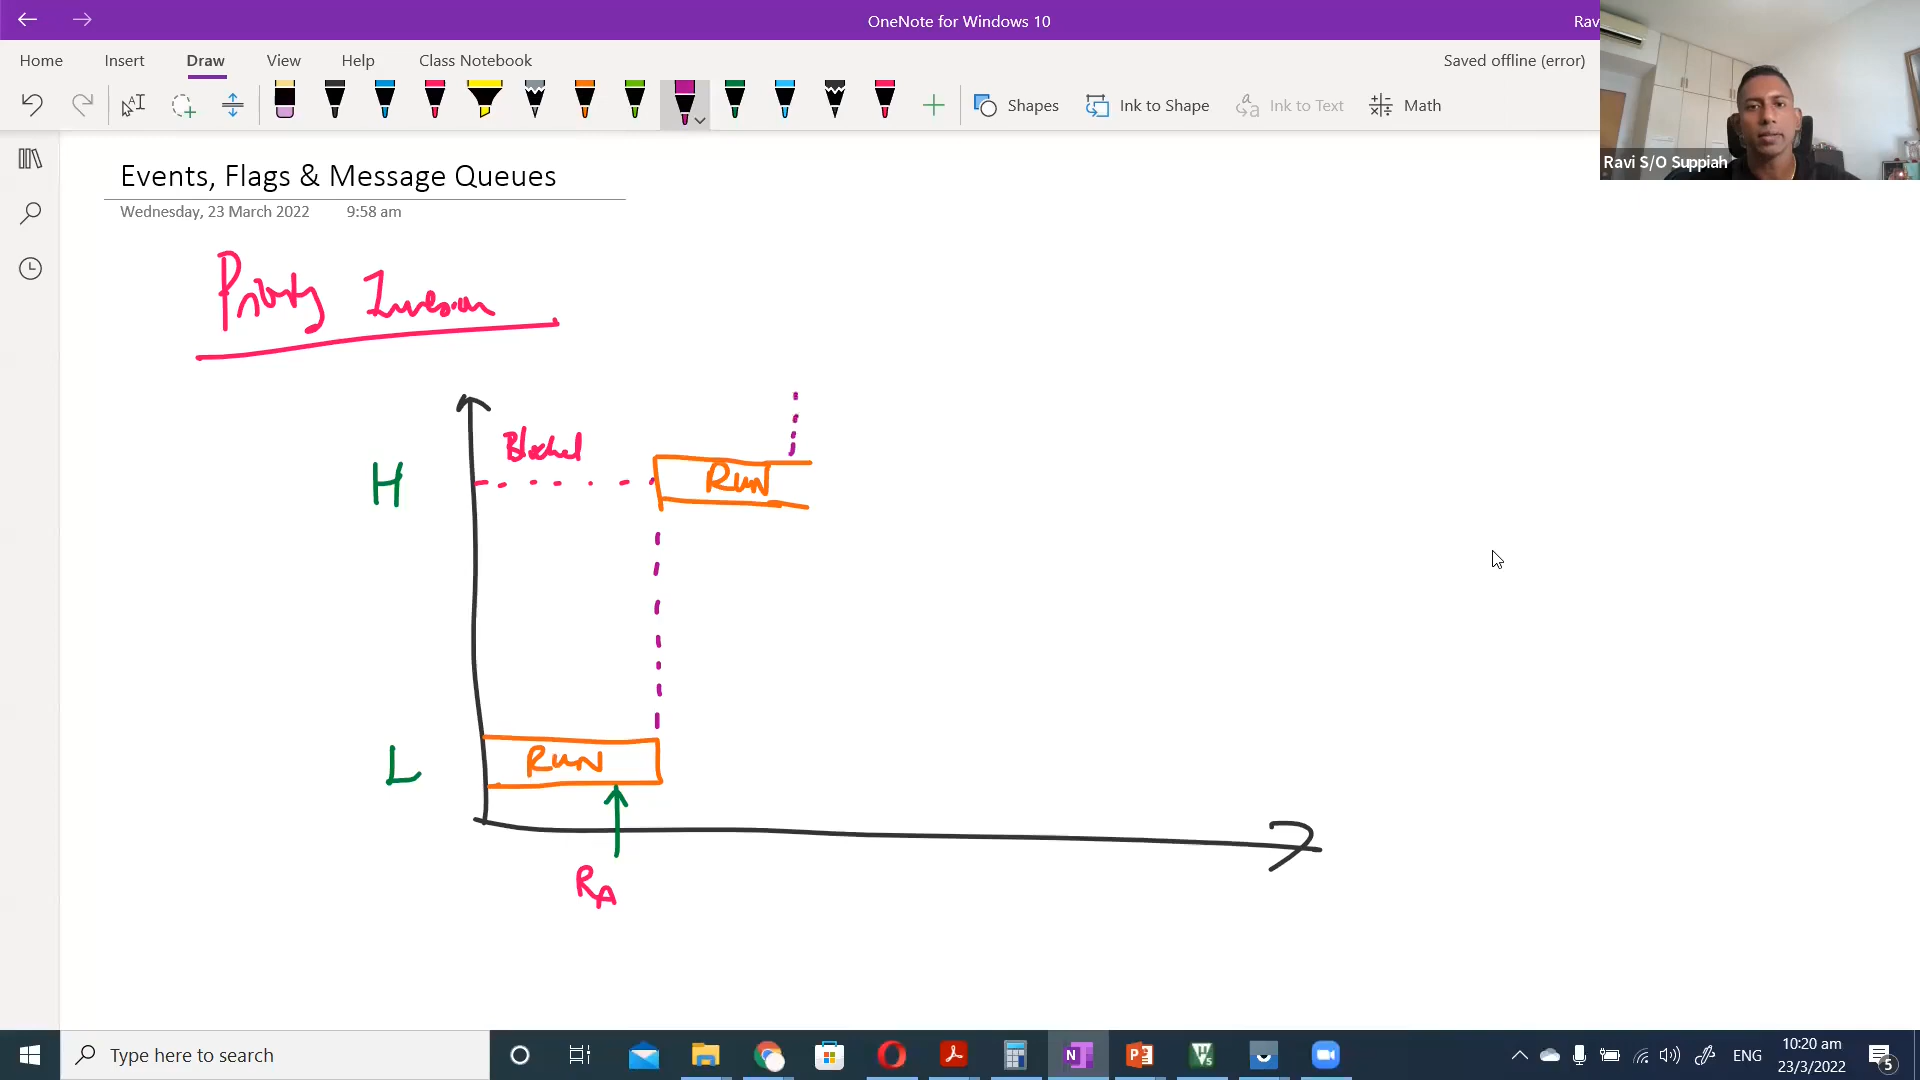 OneNote for Windows 10
Rav
Home Insert Draw View Help Class Notebook
Saved offline (error)
Shapes Ink to Shape Ink to Text Math
Ravi S/O Suppiah
Events, Flags & Message Queues
Wednesday, 23 March 2022 9:58 am
Priority Inversion
Blocked
H
RUN
L
RUN
RA
Type here to search
ENG
10:20 am
23/3/2022
5